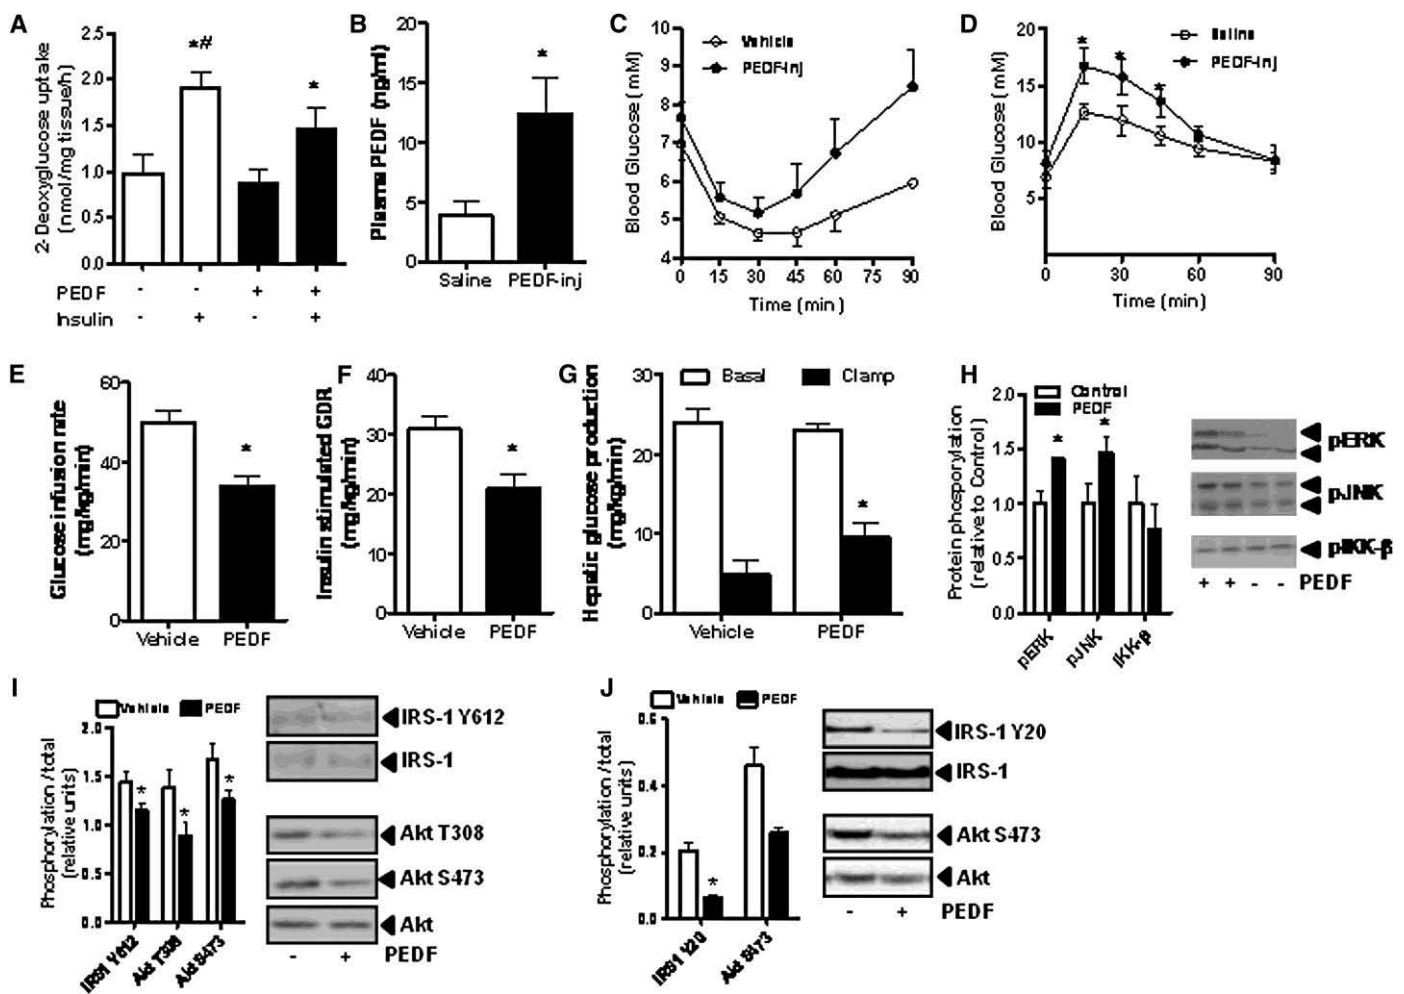 A
2-Deoxyglucose uptake
(nmol/mg tissue/h)
2.5
2.0
1.5
1.0
0.5
0.0
*#
*
PEDF - - + +
Insulin - + - +
B
Plasma PEDF (ng/ml)
20
15
10
5
0
*
Saline PEDF-inj
C
Blood Glucose (mM)
10
9
8
7
6
5
4
Vehicle
PEDF-inj
0 15 30 45 60 75 90
Time (min)
D
Blood Glucose (mM)
20
15
10
5
Saline
PEDF-inj
* * *
0 30 60 90
Time (min)
E
Glucose infusion rate
(mg/kg/min)
60
40
20
0
*
Vehicle PEDF
F
Insulin stimulated GDR
(mg/kg/min)
40
30
20
10
0
*
Vehicle PEDF
G
Hepatic glucose production
(mg/kg/min)
30
20
10
0
Basal Clamp
*
Vehicle PEDF
H
Protein phosporylation
(relative to Control)
2.0
1.5
1.0
0.5
0.0
Control
PEDF
* *
pERK pJNK IKK-β
pERK
pJNK
pIKK-β
+ + - - PEDF
I
Phosphorylation/total
(relative units)
Vehicle PEDF
2.0
1.5
1.0
0.5
0.0
* * *
IRS1 Y612 Akt T308 Akt S473
IRS-1 Y612
IRS-1
Akt T308
Akt S473
Akt
- + PEDF
J
Phosphorylation/total
(relative units)
Vehicle PEDF
0.6
0.4
0.2
0.0
*
IRS1 Y20 Akt S473
IRS-1 Y20
IRS-1
Akt S473
Akt
- + PEDF